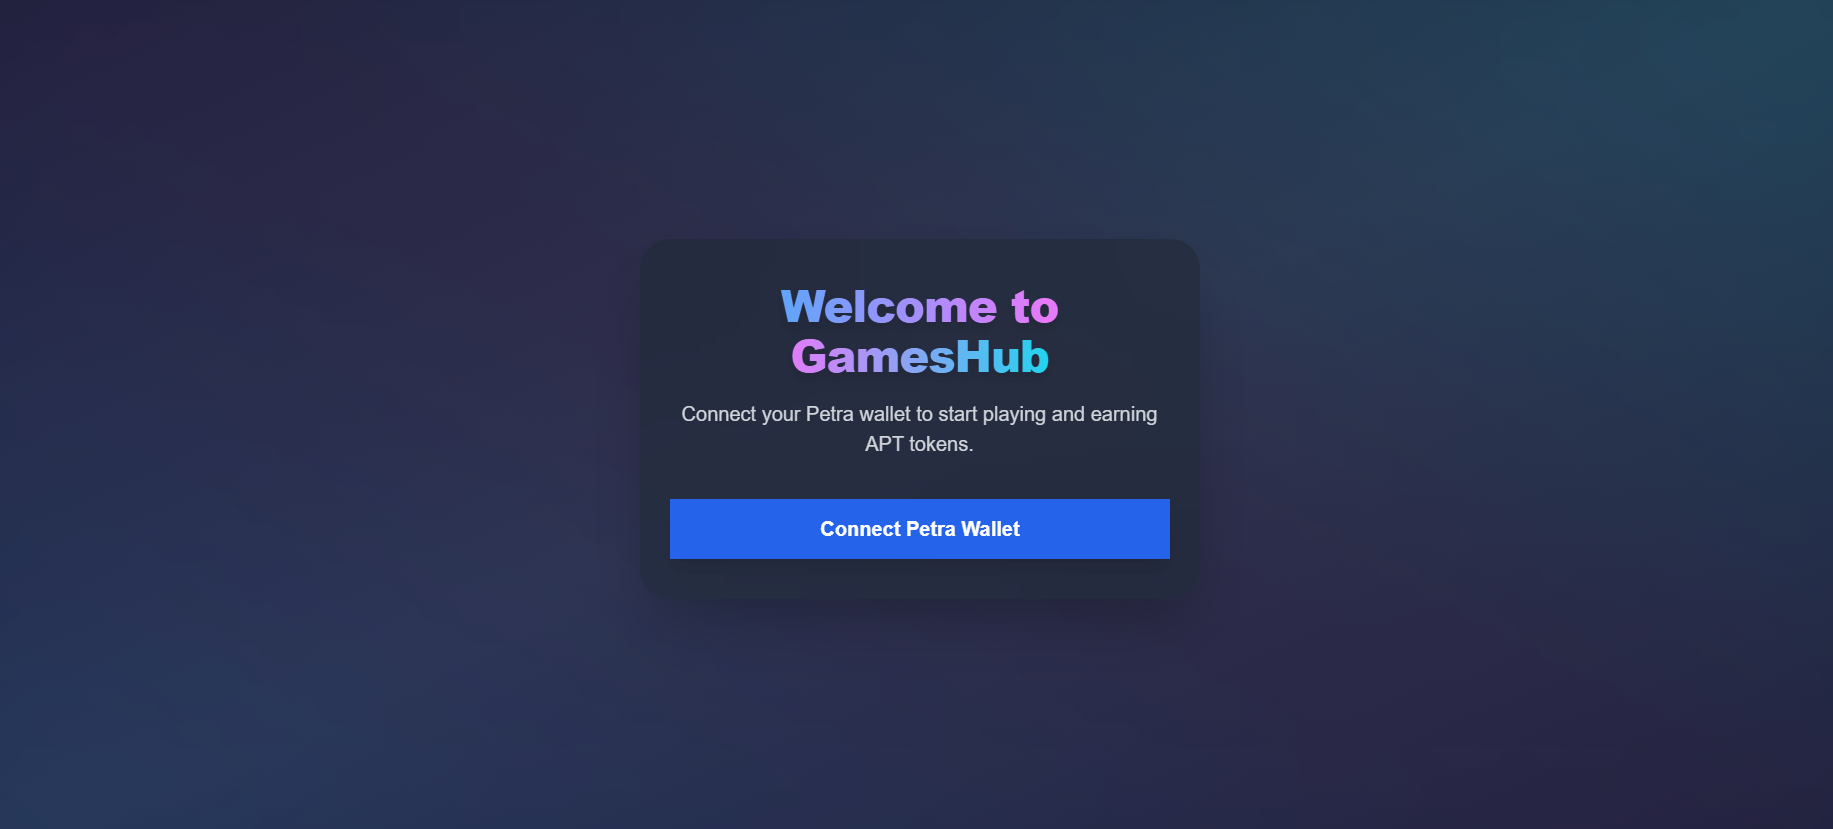 Welcome to
GamesHub
Connect your Petra wallet to start playing and earning
APT tokens.
Connect Petra Wallet